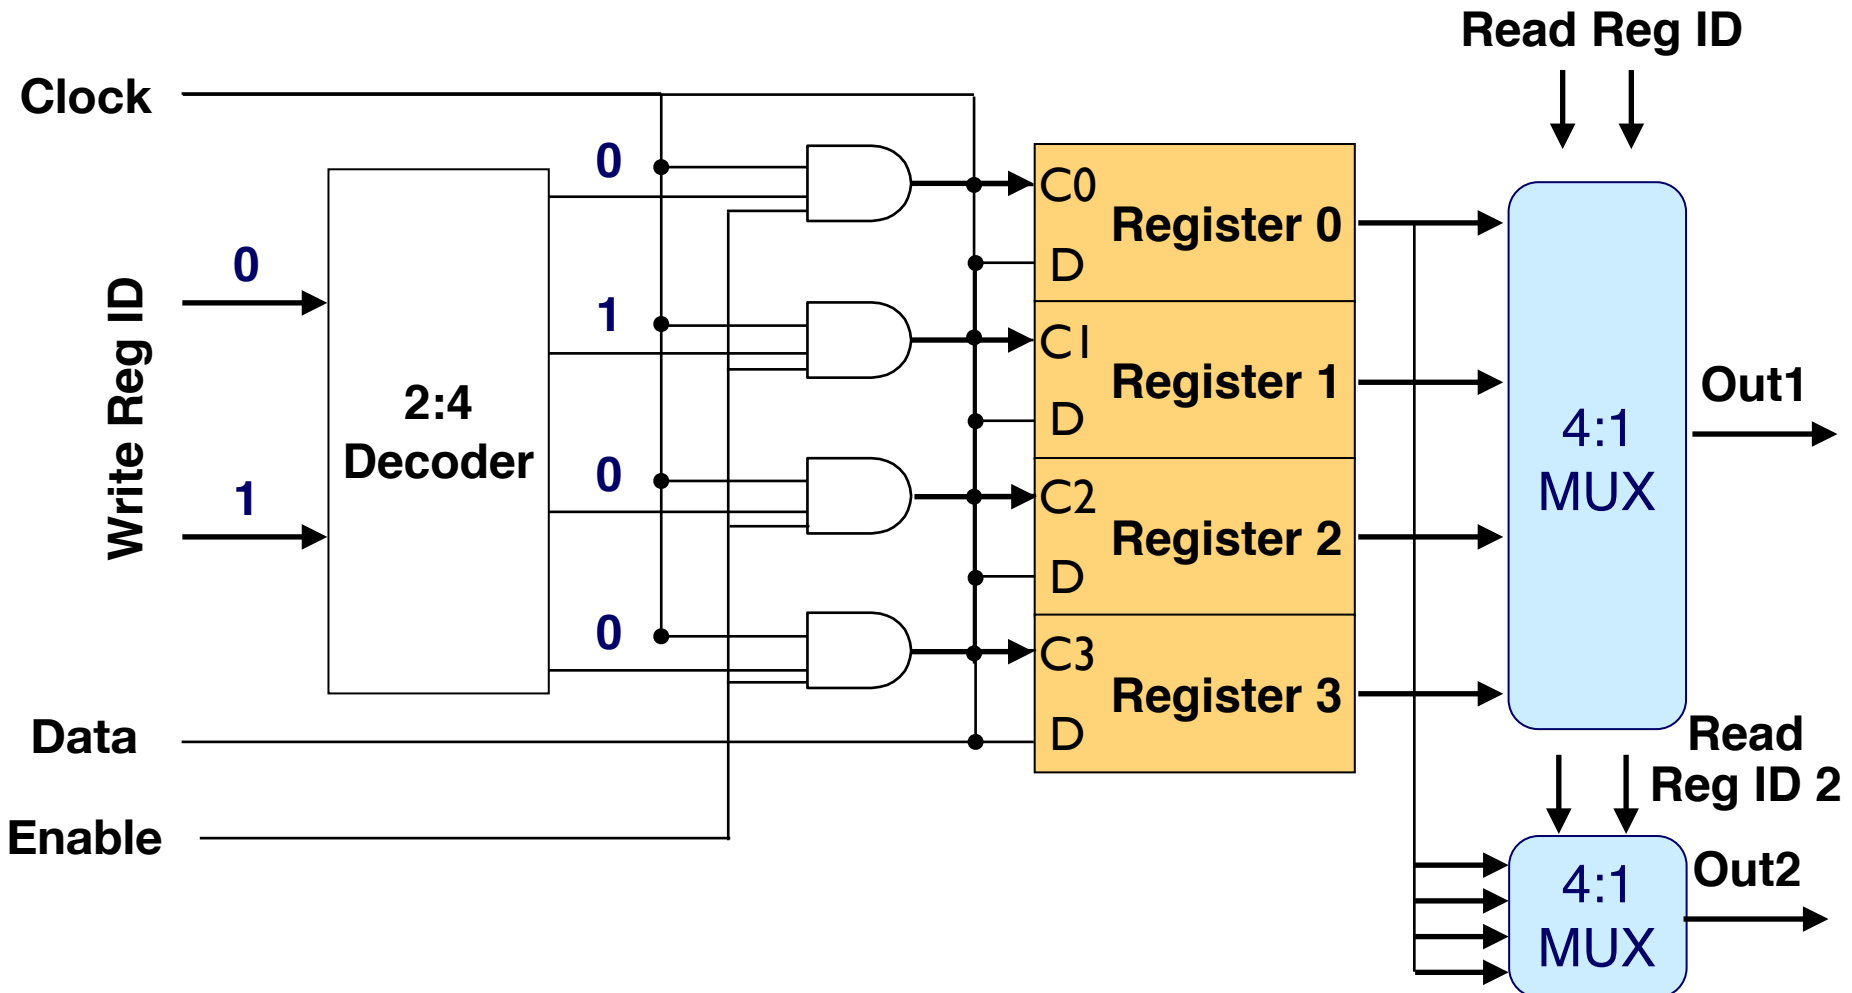 Read Reg ID
Clock
0
C0
Register 0
D
0
Write Reg ID
1
C1
Register 1
D
Out1
2:4
Decoder
4:1
MUX
1
0
C2
Register 2
D
0
C3
Register 3
D
Data
Read
Reg ID 2
Enable
4:1
MUX
Out2